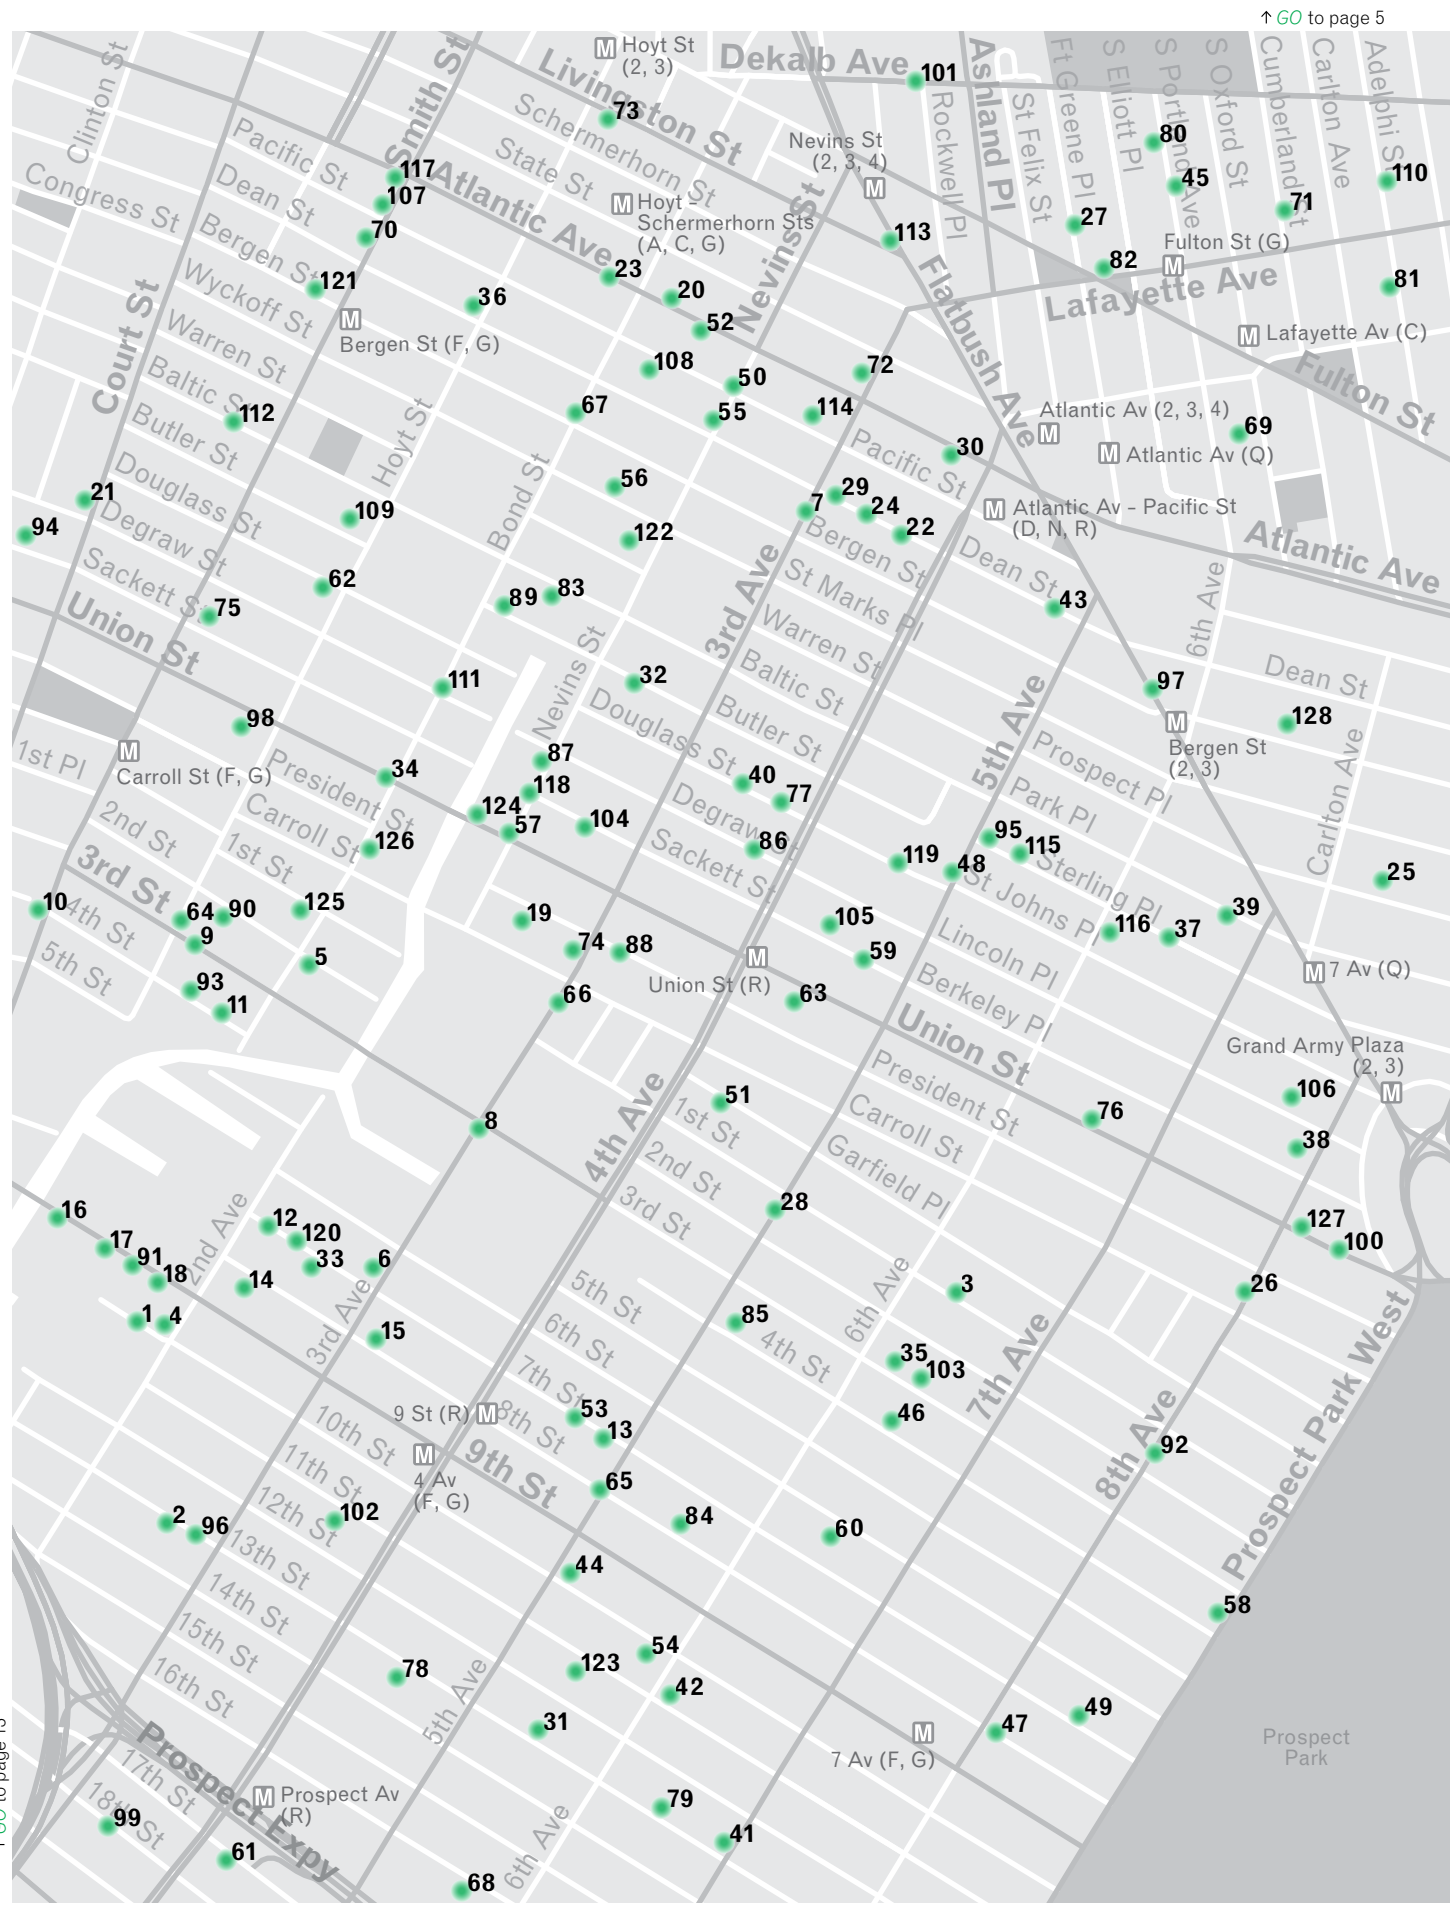 ↑ GO to page 5
M Hoyt St
(2, 3)
Dekalb Ave
101
Ashland Pl
Ft Greene Pl
S Elliott Pl
S Portland Ave
S Oxford St
Cumberland St
Carlton Ave
Adelphi St
Clinton St
Smith St
Livingston St
73
Schermerhorn St
State St
Rockwell Pl
St Felix St
80
Nevins St
(2, 3, 4)
M
Pacific St
117
107
Atlantic Ave
Dean St
45
110
Congress St
71
M Hoyt -
Schermerhorn Sts
(A, C, G)
27
70
Bergen St
Nevins St
113
Fulton St (G)
M
82
23
Flatbush Ave
Lafayette Ave
81
121
36
20
Wyckoff St
52
M
Bergen St (F, G)
M Lafayette Av (C)
Court St
Warren St
Baltic St
108
72
50
Fulton St
112
67
55
114
Atlantic Av (2, 3, 4)
M
69
Butler St
Hoyt St
30
M Atlantic Av (Q)
Pacific St
Bond St
56
Douglass St
21
29
7
24
M Atlantic Av - Pacific St
(D, N, R)
109
94
Degraw St
122
22
Bergen St
Atlantic Ave
Dean St
62
89
83
St Marks Pl
43
Sackett St
75
3rd Ave
Warren St
6th Ave
Union St
Nevins St
32
Baltic St
Dean St
111
97
98
Douglass St
Butler St
5th Ave
128
M
Bergen St
(2, 3)
M
Carroll St (F, G)
1st Pl
President St
34
87
40
Prospect Pl
Carlton Ave
118
77
Degraw St
Park Pl
2nd St
Carroll St
124
57
104
126
1st St
Sackett St
86
95
115
3rd St
119
48
Sterling Pl
25
St Johns Pl
10
4th St
64
90
125
19
105
116
37
39
9
74
88
59
Lincoln Pl
5
5th St
M
Union St (R)
M 7 Av (Q)
93
11
66
63
Berkeley Pl
Union St
Grand Army Plaza
(2, 3)
M
President St
4th Ave
51
106
8
1st St
Carroll St
76
38
2nd St
Garfield Pl
3rd St
28
16
2nd Ave
12
120
127
17
91
33
6
100
18
14
5th St
6th Ave
3
26
1
4
3rd Ave
15
6th St
85
4th St
Prospect Park West
7th St
35
103
7th Ave
9 St (R) M
8th St
53
13
46
10th St
M
4 Av
(F, G)
9th St
8th Ave
92
11th St
65
12th St
2
96
102
84
60
13th St
44
14th St
58
15th St
54
16th St
78
123
42
5th Ave
31
47
49
M
7 Av (F, G)
Prospect
Park
Prospect Expy
17th St
M Prospect Av
(R)
79
18th St
99
6th Ave
41
61
68